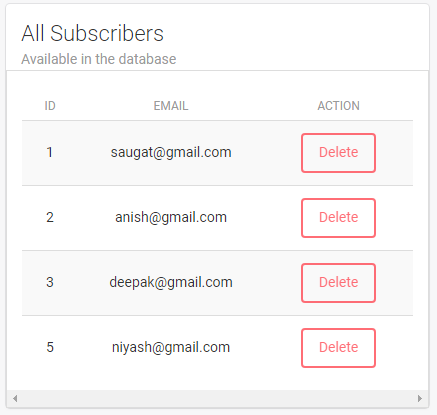 All Subscribers
Available in the database
ID EMAIL ACTION
1 saugat@gmail.com Delete
2 anish@gmail.com Delete
3 deepak@gmail.com Delete
5 niyash@gmail.com Delete